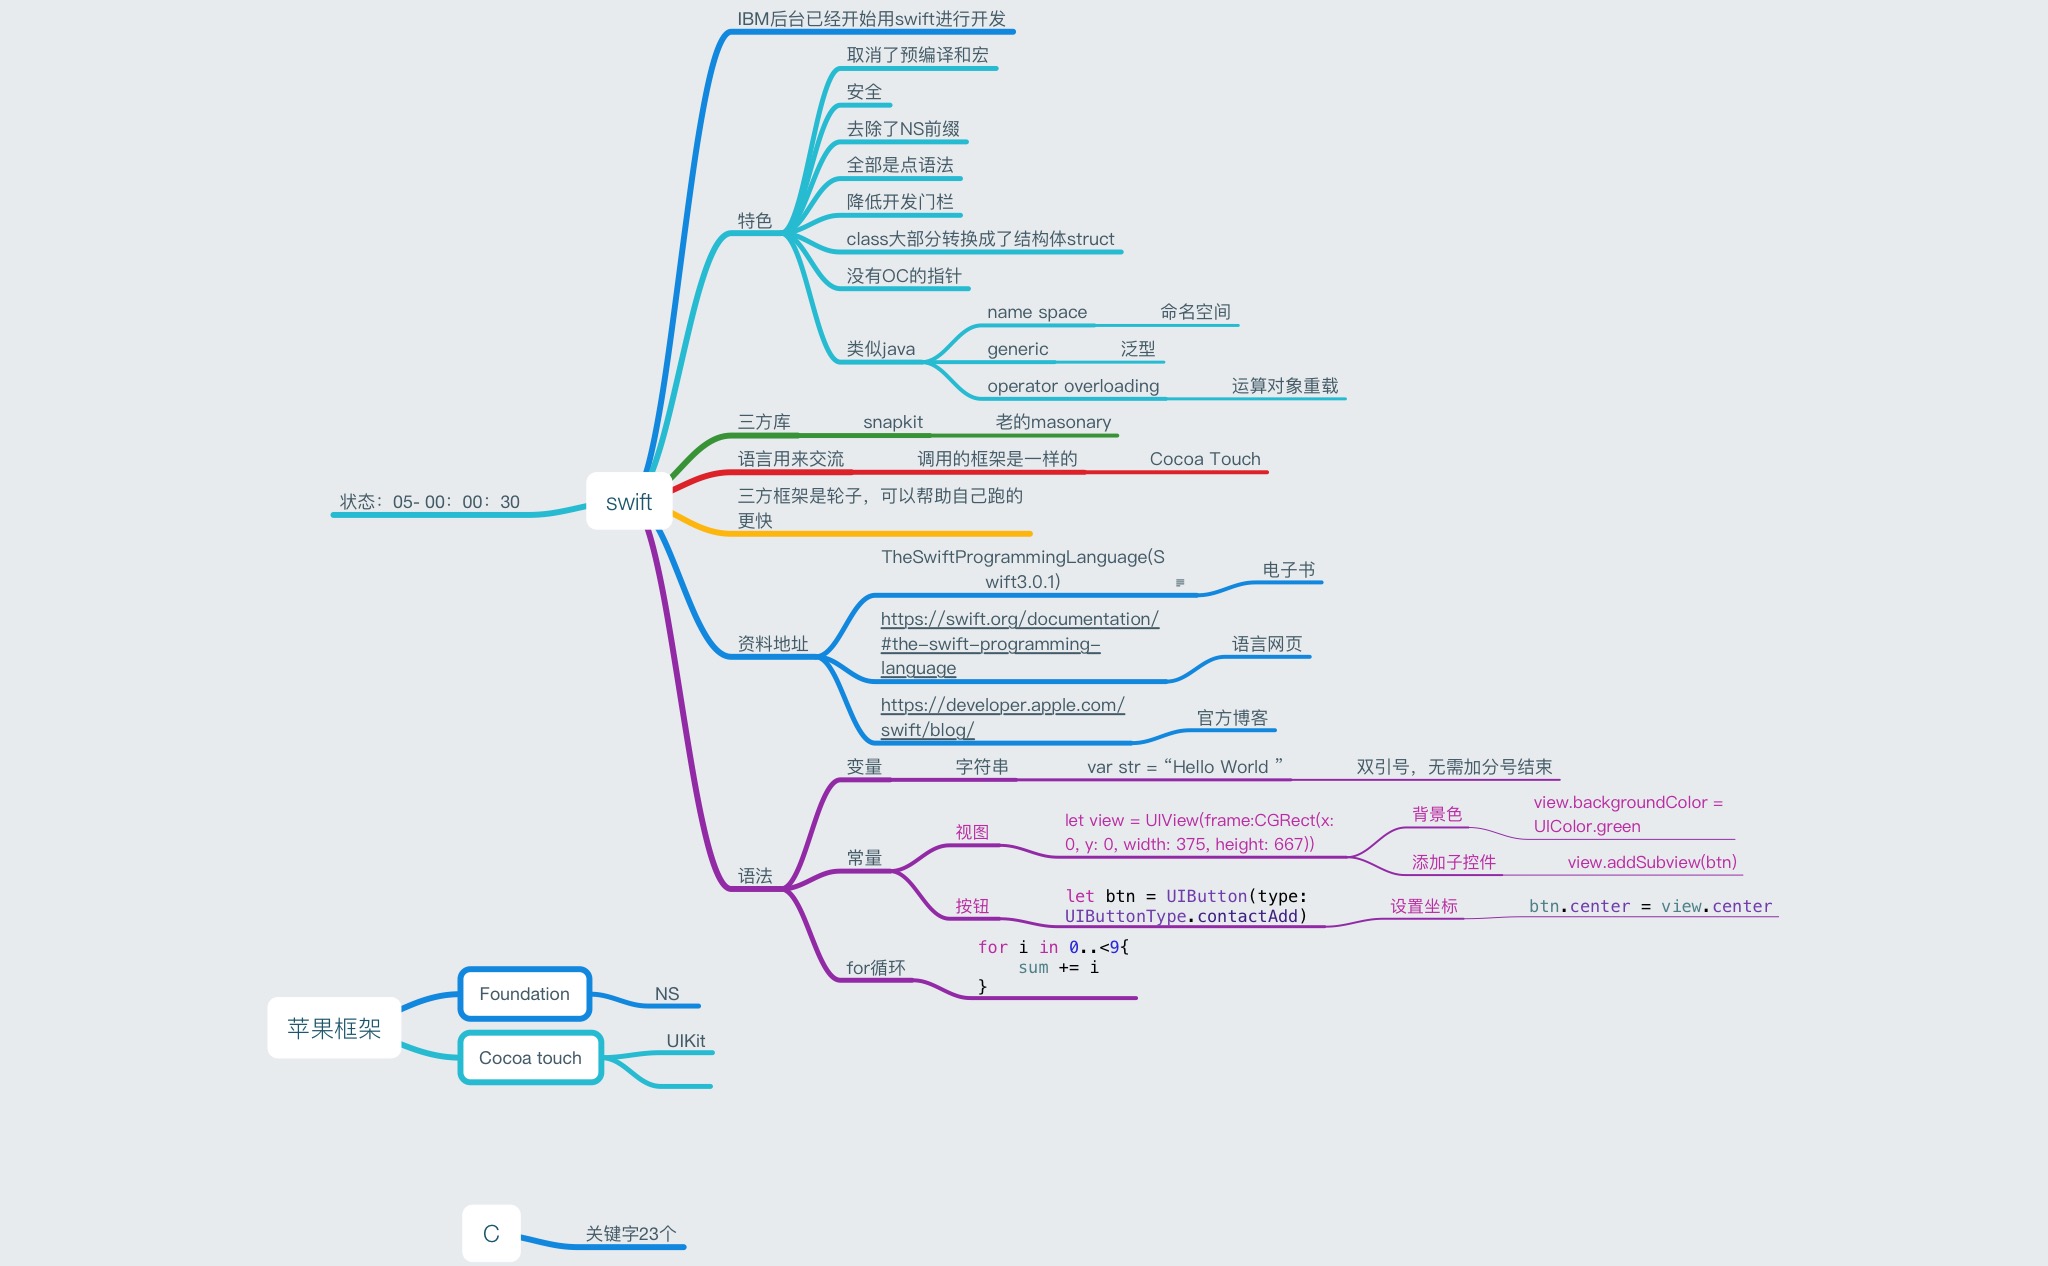 IBM后台已经开始用swift进行开发
取消了预编译和宏
安全
去除了NS前缀
全部是点语法
降低开发门栏
特色
class大部分转换成了结构体struct
没有OC的指针
类似java
name space
命名空间
generic
泛型
operator overloading
运算对象重载
三方库
snapkit
老的masonary
语言用来交流
调用的框架是一样的
Cocoa Touch
状态：05- 00：00：30
swift
三方框架是轮子，可以帮助自己跑的
更快
TheSwiftProgrammingLanguage(S
wift3.0.1)
电子书
资料地址
https://swift.org/documentation/
#the-swift-programming-
language
语言网页
https://developer.apple.com/
swift/blog/
官方博客
语法
变量
字符串
var str = “Hello World ”
双引号，无需加分号结束
常量
视图
let view = UIView(frame:CGRect(x:
0, y: 0, width: 375, height: 667))
背景色
view.backgroundColor =
UIColor.green
添加子控件
view.addSubview(btn)
按钮
let btn = UIButton(type:
UIButtonType.contactAdd)
设置坐标
btn.center = view.center
for循环
for i in 0..<9{
sum += i
}
苹果框架
Foundation
NS
Cocoa touch
UIKit
C
关键字23个